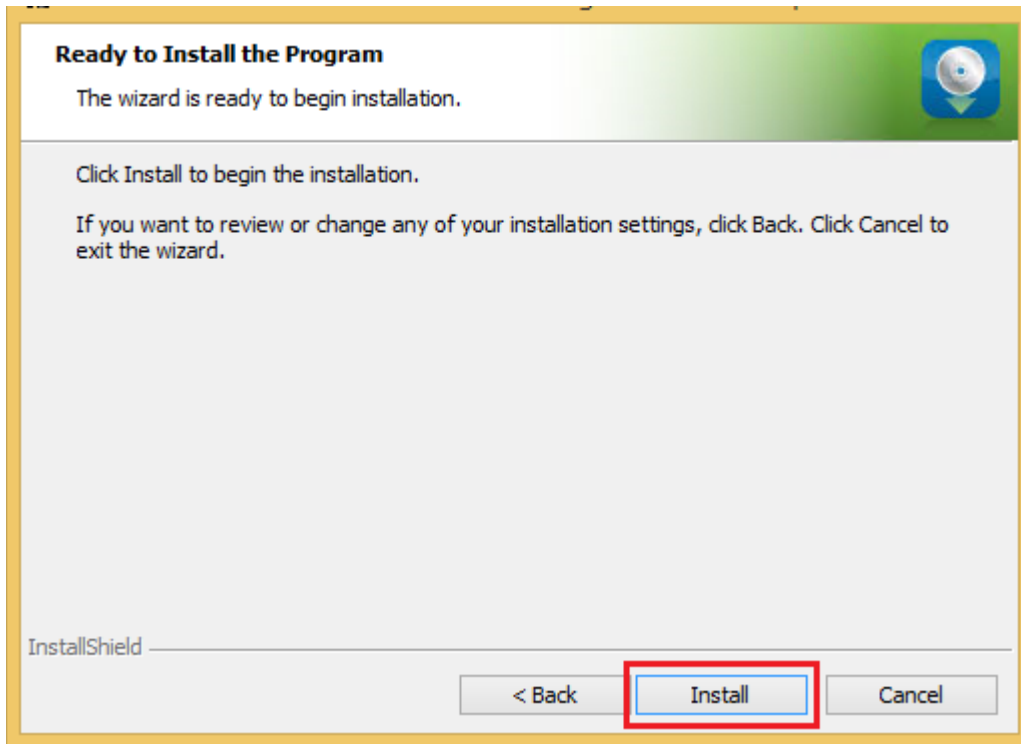 Ready to Install the Program
The wizard is ready to begin installation.
Click Install to begin the installation.
If you want to review or change any of your installation settings, click Back. Click Cancel to
exit the wizard.
InstallShield
< Back
Install
Cancel